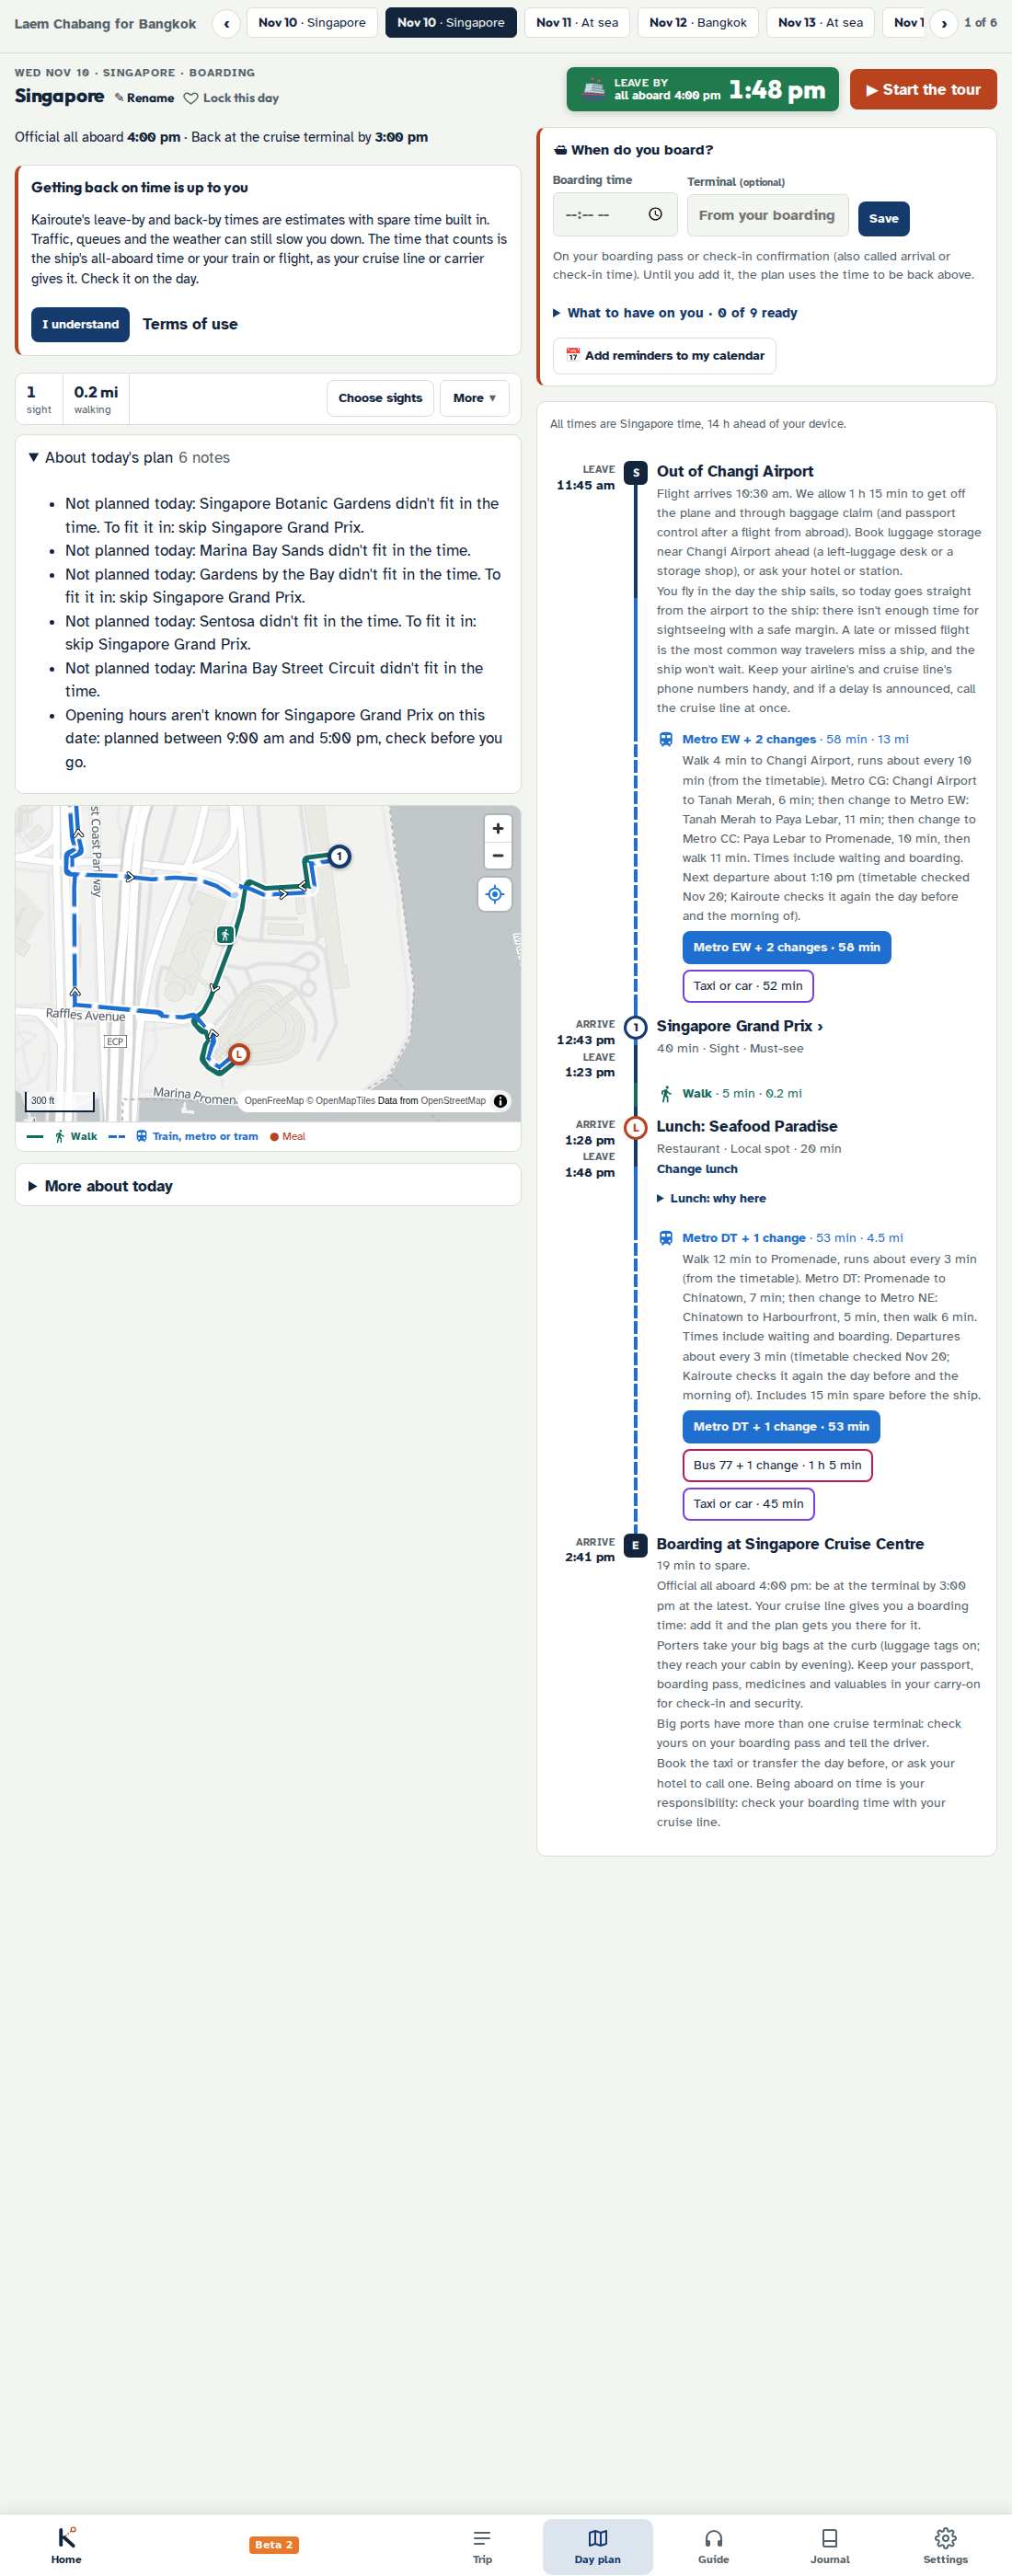 Laem Chabang for Bangkok
‹
Nov 10 · Singapore
Nov 10 · Singapore
Nov 11 · At sea
Nov 12 · Bangkok
Nov 13 · At sea
Nov 1
›
1 of 6
WED NOV 10 · SINGAPORE · BOARDING
Singapore
✎ Rename
Lock this day
LEAVE BY
all aboard 4:00 pm
1:48 pm
▶ Start the tour
Official all aboard 4:00 pm · Back at the cruise terminal by 3:00 pm
Getting back on time is up to you
Kairoute's leave-by and back-by times are estimates with spare time built in.
Traffic, queues and the weather can still slow you down. The time that counts is
the ship's all-aboard time or your train or flight, as your cruise line or carrier
gives it. Check it on the day.
I understand
Terms of use
1
sight
0.2 mi
walking
Choose sights
More ▾
▼ About today's plan 6 notes
• Not planned today: Singapore Botanic Gardens didn't fit in the
time. To fit it in: skip Singapore Grand Prix.
• Not planned today: Marina Bay Sands didn't fit in the time.
• Not planned today: Gardens by the Bay didn't fit in the time. To
fit it in: skip Singapore Grand Prix.
• Not planned today: Sentosa didn't fit in the time. To fit it in:
skip Singapore Grand Prix.
• Not planned today: Marina Bay Street Circuit didn't fit in the
time.
• Opening hours aren't known for Singapore Grand Prix on this
date: planned between 9:00 am and 5:00 pm, check before you
go.
st Coast Parkway
1
+
−
Raffles Avenue
ECP
L
300 ft
Marina Promen
OpenFreeMap © OpenMapTiles Data from OpenStreetMap
Walk
Train, metro or tram
Meal
▶ More about today
When do you board?
Boarding time
Terminal (optional)
--:-- --
From your boarding
Save
On your boarding pass or check-in confirmation (also called arrival or
check-in time). Until you add it, the plan uses the time to be back above.
▶ What to have on you · 0 of 9 ready
Add reminders to my calendar
All times are Singapore time, 14 h ahead of your device.
LEAVE
11:45 am
S
Out of Changi Airport
Flight arrives 10:30 am. We allow 1 h 15 min to get off
the plane and through baggage claim (and passport
control after a flight from abroad). Book luggage storage
near Changi Airport ahead (a left-luggage desk or a
storage shop), or ask your hotel or station.
You fly in the day the ship sails, so today goes straight
from the airport to the ship: there isn't enough time for
sightseeing with a safe margin. A late or missed flight
is the most common way travelers miss a ship, and the
ship won't wait. Keep your airline's and cruise line's
phone numbers handy, and if a delay is announced, call
the cruise line at once.
Metro EW + 2 changes · 58 min · 13 mi
Walk 4 min to Changi Airport, runs about every 10
min (from the timetable). Metro CG: Changi Airport
to Tanah Merah, 6 min; then change to Metro EW:
Tanah Merah to Paya Lebar, 11 min; then change to
Metro CC: Paya Lebar to Promenade, 10 min, then
walk 11 min. Times include waiting and boarding.
Next departure about 1:10 pm (timetable checked
Nov 20; Kairoute checks it again the day before
and the morning of).
Metro EW + 2 changes · 58 min
Taxi or car · 52 min
ARRIVE
12:43 pm
LEAVE
1:23 pm
1
Singapore Grand Prix ›
40 min · Sight · Must-see
Walk · 5 min · 0.2 mi
ARRIVE
1:28 pm
LEAVE
1:48 pm
L
Lunch: Seafood Paradise
Restaurant · Local spot · 20 min
Change lunch
▶ Lunch: why here
Metro DT + 1 change · 53 min · 4.5 mi
Walk 12 min to Promenade, runs about every 3 min
(from the timetable). Metro DT: Promenade to
Chinatown, 7 min; then change to Metro NE:
Chinatown to Harbourfront, 5 min, then walk 6 min.
Times include waiting and boarding. Departures
about every 3 min (timetable checked Nov 20;
Kairoute checks it again the day before and the
morning of). Includes 15 min spare before the ship.
Metro DT + 1 change · 53 min
Bus 77 + 1 change · 1 h 5 min
Taxi or car · 45 min
ARRIVE
2:41 pm
E
Boarding at Singapore Cruise Centre
19 min to spare.
Official all aboard 4:00 pm: be at the terminal by 3:00
pm at the latest. Your cruise line gives you a boarding
time: add it and the plan gets you there for it.
Porters take your big bags at the curb (luggage tags on;
they reach your cabin by evening). Keep your passport,
boarding pass, medicines and valuables in your carry-on
for check-in and security.
Big ports have more than one cruise terminal: check
yours on your boarding pass and tell the driver.
Book the taxi or transfer the day before, or ask your
hotel to call one. Being aboard on time is your
responsibility: check your boarding time with your
cruise line.
Home
Beta 2
Trip
Day plan
Guide
Journal
Settings